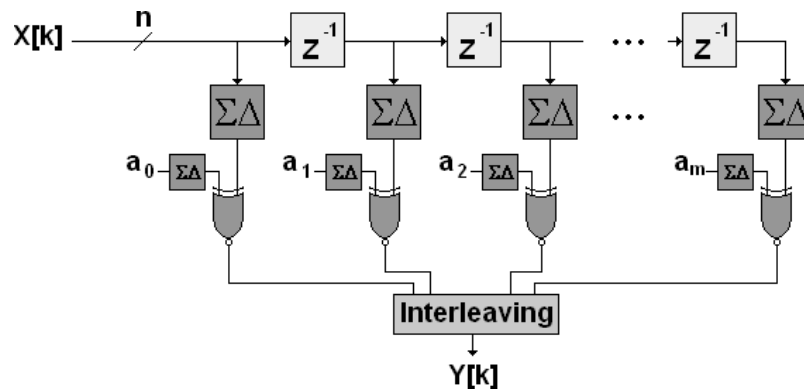 n
X[k]
z⁻¹
z⁻¹
...
z⁻¹
ΣΔ
ΣΔ
ΣΔ
...
ΣΔ
a₀
ΣΔ
a₁
ΣΔ
a₂
ΣΔ
aₘ
ΣΔ
Interleaving
Y[k]